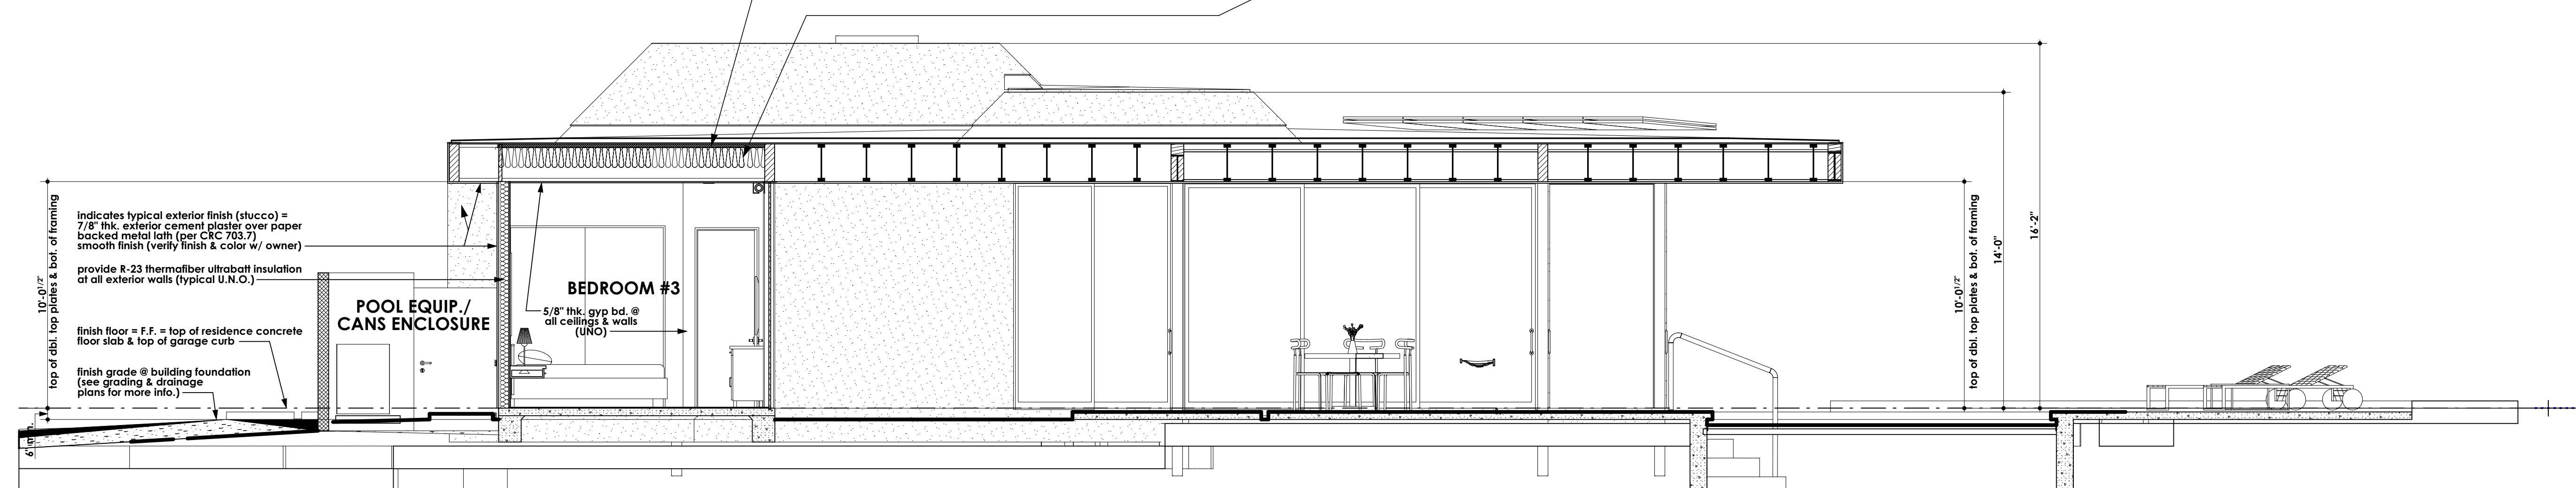 indicates typical exterior finish (stucco) =
7/8" thk. exterior cement plaster over paper
backed metal lath (per CRC 703.7)
smooth finish (verify finish & color w/ owner)
provide R-23 thermafiber ultrabatt insulation
at all exterior walls (typical U.N.O.)
finish floor = F.F. = top of residence concrete
floor slab & top of garage curb
finish grade @ building foundation
(see grading & drainage
plans for more info.)
10'-0 1/2"
top of dbl. top plates & bot. of framing
6" min.
POOL EQUIP./
CANS ENCLOSURE
BEDROOM #3
5/8" thk. gyp bd. @
all ceilings & walls
(UNO)
10'-0 1/2"
top of dbl. top plates & bot. of framing
14'-0"
16'-2"